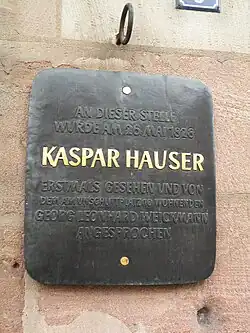 AN DIESER STELLE
WURDE AM 26. MAI 1828
KASPAR HAUSER
ERSTMALS GESEHEN UND VON
DEM AM UNSCHLITTPLATZ WOHNENDEN
GEORG LEONHARD WEICKMANN
ANGESPROCHEN